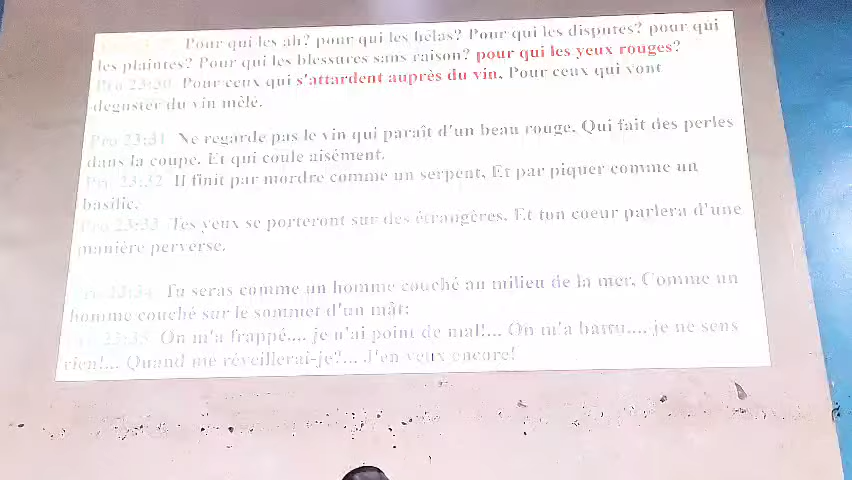 Pour qui les ah? pour qui les hélas? Pour qui les disputes? pour qui
les plaintes? Pour qui les blessures sans raison? pour qui les yeux rouges?
Pro 23:30 Pour ceux qui s'attardent auprès du vin, Pour ceux qui vont
déguster du vin mêlé.
Pro 23:31 Ne regarde pas le vin qui paraît d'un beau rouge, Qui fait des perles
dans la coupe, Et qui coule aisément.
Pro 23:32 Il finit par mordre comme un serpent, Et par piquer comme un
basilic.
Pro 23:33 Tes yeux se porteront sur des étrangères, Et ton coeur parlera d'une
manière perverse.
Pro 23:34 Tu seras comme un homme couché au milieu de la mer, Comme un
homme couché sur le sommet d'un mât:
23:35 On m'a frappé,... je n'ai point de mal!... On m'a battu,... je ne sens
rien!... Quand me réveillerai-je?... J'en veux encore!